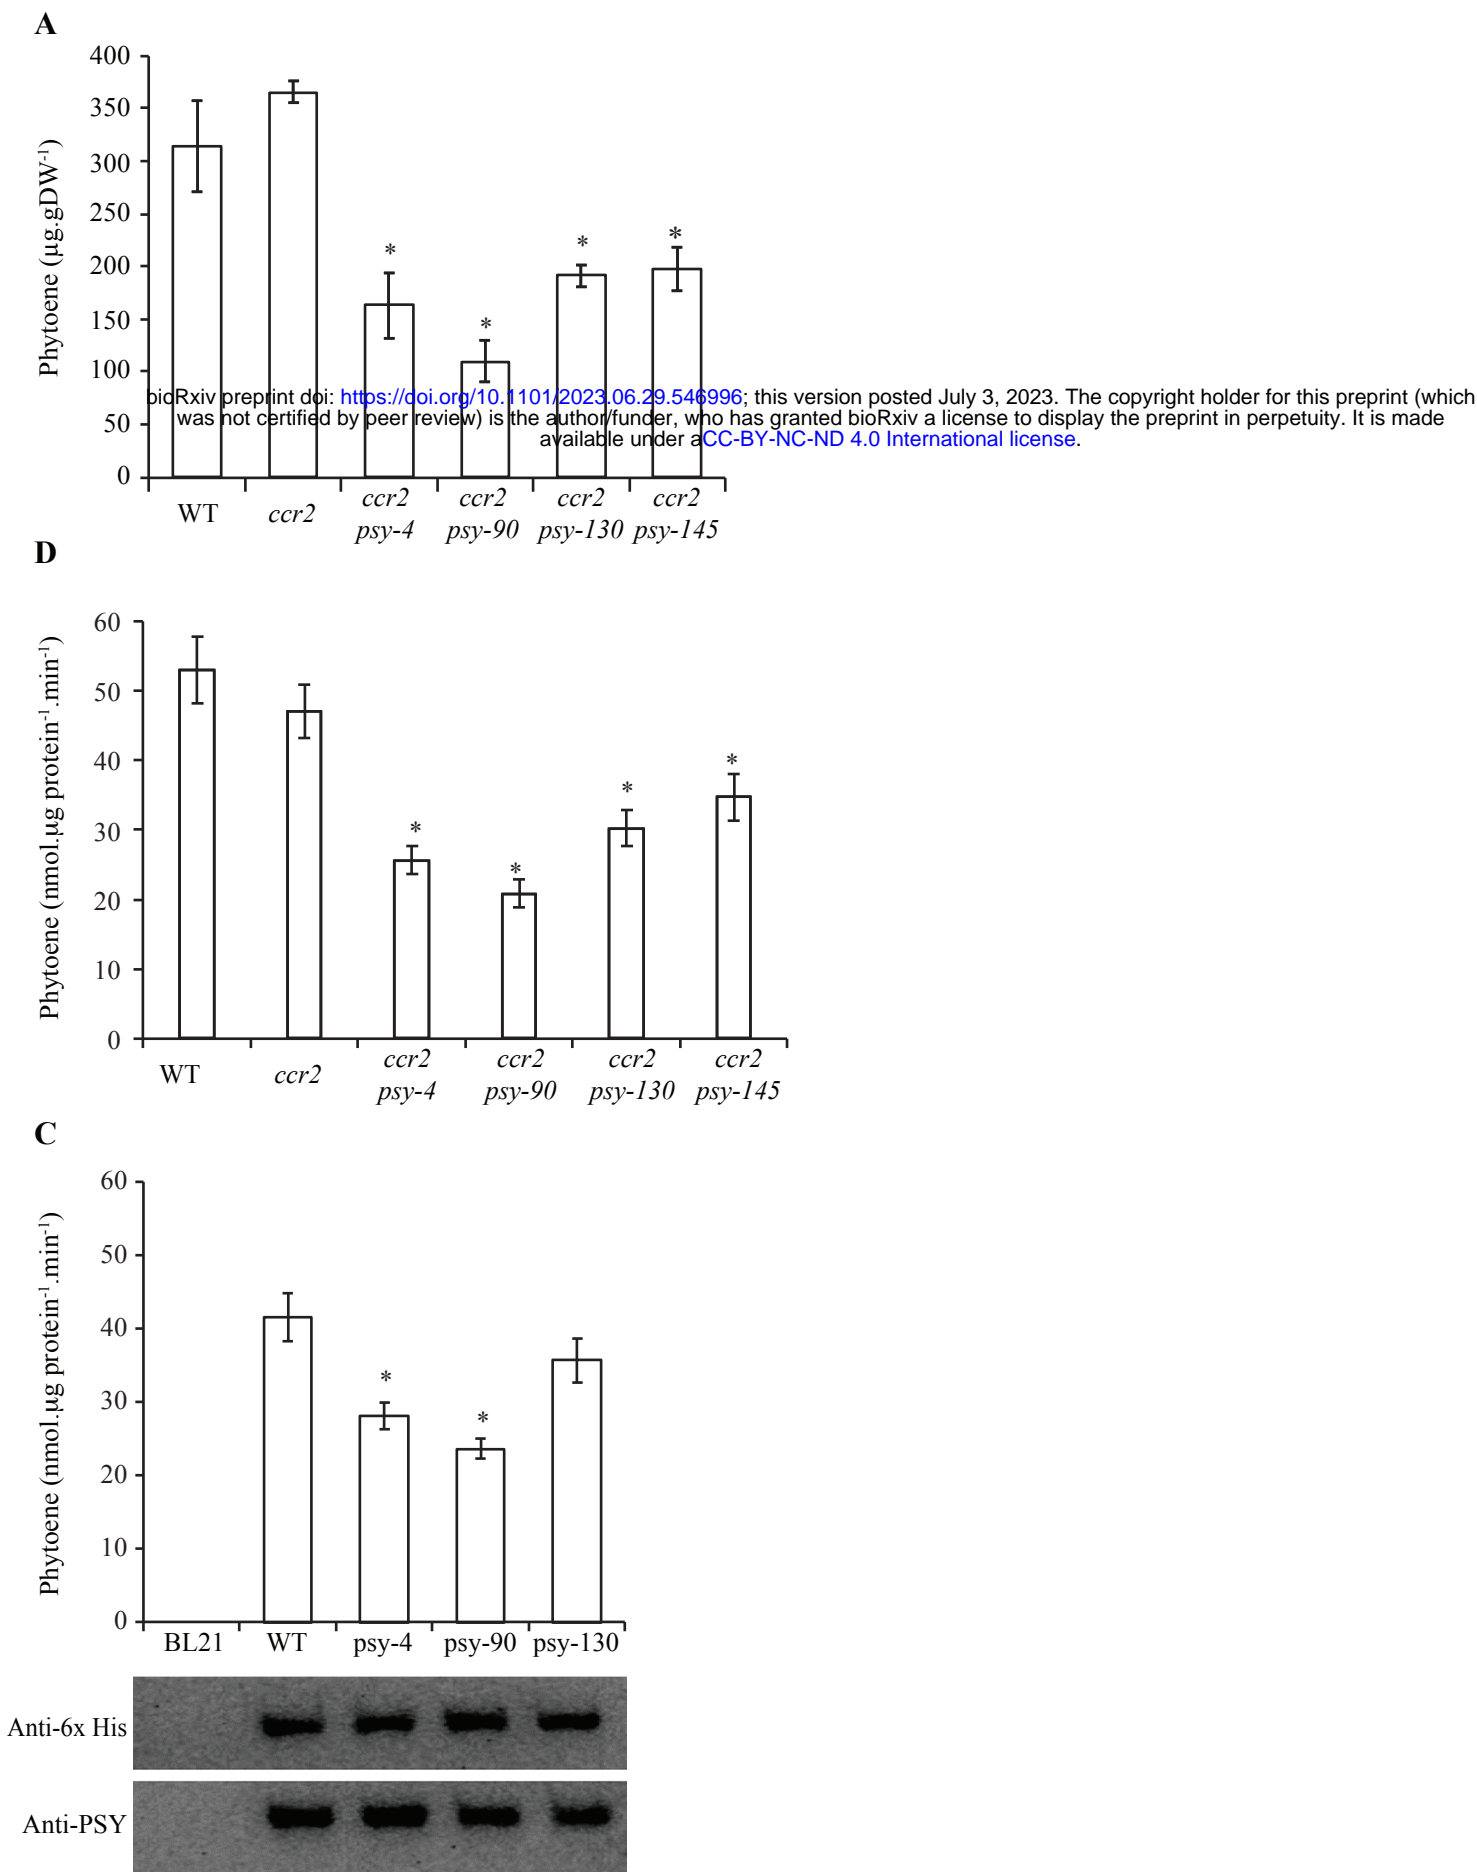 A
400
350
300
250
200
150
100
50
0
Phytoene (µg.gDW-1)
*
*
*
*
bioRxiv preprint doi: https://doi.org/10.1101/2023.06.29.546996; this version posted July 3, 2023. The copyright holder for this preprint (which
was not certified by peer review) is the author/funder, who has granted bioRxiv a license to display the preprint in perpetuity. It is made
available under aCC-BY-NC-ND 4.0 International license.
WT
ccr2
ccr2 psy-4
ccr2 psy-90
ccr2 psy-130
ccr2 psy-145
D
60
50
40
30
20
10
0
Phytoene (nmol.µg protein-1.min-1)
*
*
*
*
WT
ccr2
ccr2 psy-4
ccr2 psy-90
ccr2 psy-130
ccr2 psy-145
C
60
50
40
30
20
10
0
Phytoene (nmol.µg protein-1.min-1)
*
*
BL21 WT psy-4 psy-90 psy-130
Anti-6x His
Anti-PSY